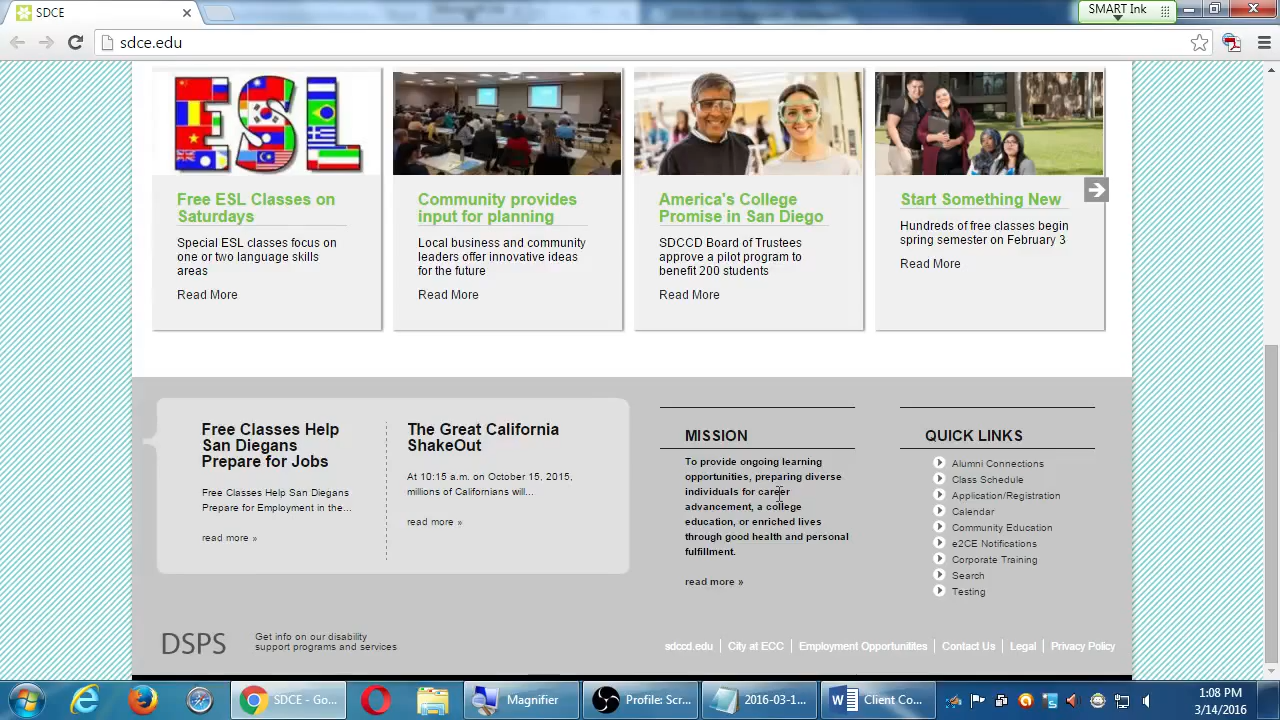 SDCE
SMART Ink
sdce.edu
ESL
Free ESL Classes on
Saturdays
Special ESL classes focus on
one or two language skills
areas
Read More
Community provides
input for planning
Local business and community
leaders offer innovative ideas
for the future
Read More
America's College
Promise in San Diego
SDCCD Board of Trustees
approve a pilot program to
benefit 200 students
Read More
Start Something New
Hundreds of free classes begin
spring semester on February 3
Read More
Free Classes Help
San Diegans
Prepare for Jobs
Free Classes Help San Diegans
Prepare for Employment in the...
read more »
The Great California
ShakeOut
At 10:15 a.m. on October 15, 2015,
millions of Californians will...
read more »
MISSION
To provide ongoing learning
opportunities, preparing diverse
individuals for career
advancement, a college
education, or enriched lives
through good health and personal
fulfillment.
read more »
QUICK LINKS
Alumni Connections
Class Schedule
Application/Registration
Calendar
Community Education
e2CE Notifications
Corporate Training
Search
Testing
DSPS
Get info on our disability
support programs and services
sdccd.edu
City at ECC
Employment Opportunilites
Contact Us
Legal
Privacy Policy
SDCE - Go...
Magnifier
Profile: Scr...
2016-03-1...
Client Co...
1:08 PM
3/14/2016